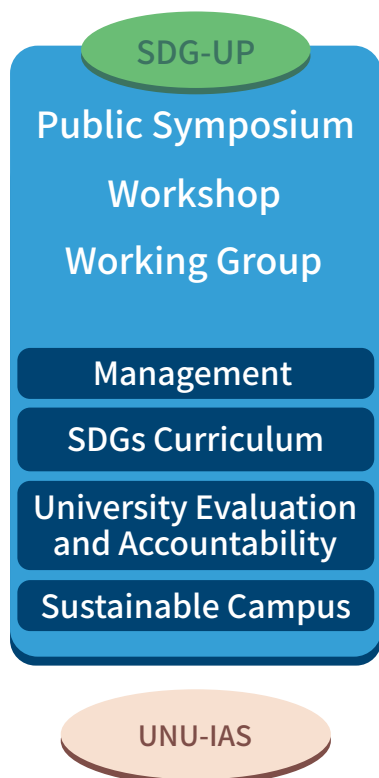 SDG-UP
Public Symposium
Workshop
Working Group
Management
SDGs Curriculum
University Evaluation
and Accountability
Sustainable Campus
UNU-IAS